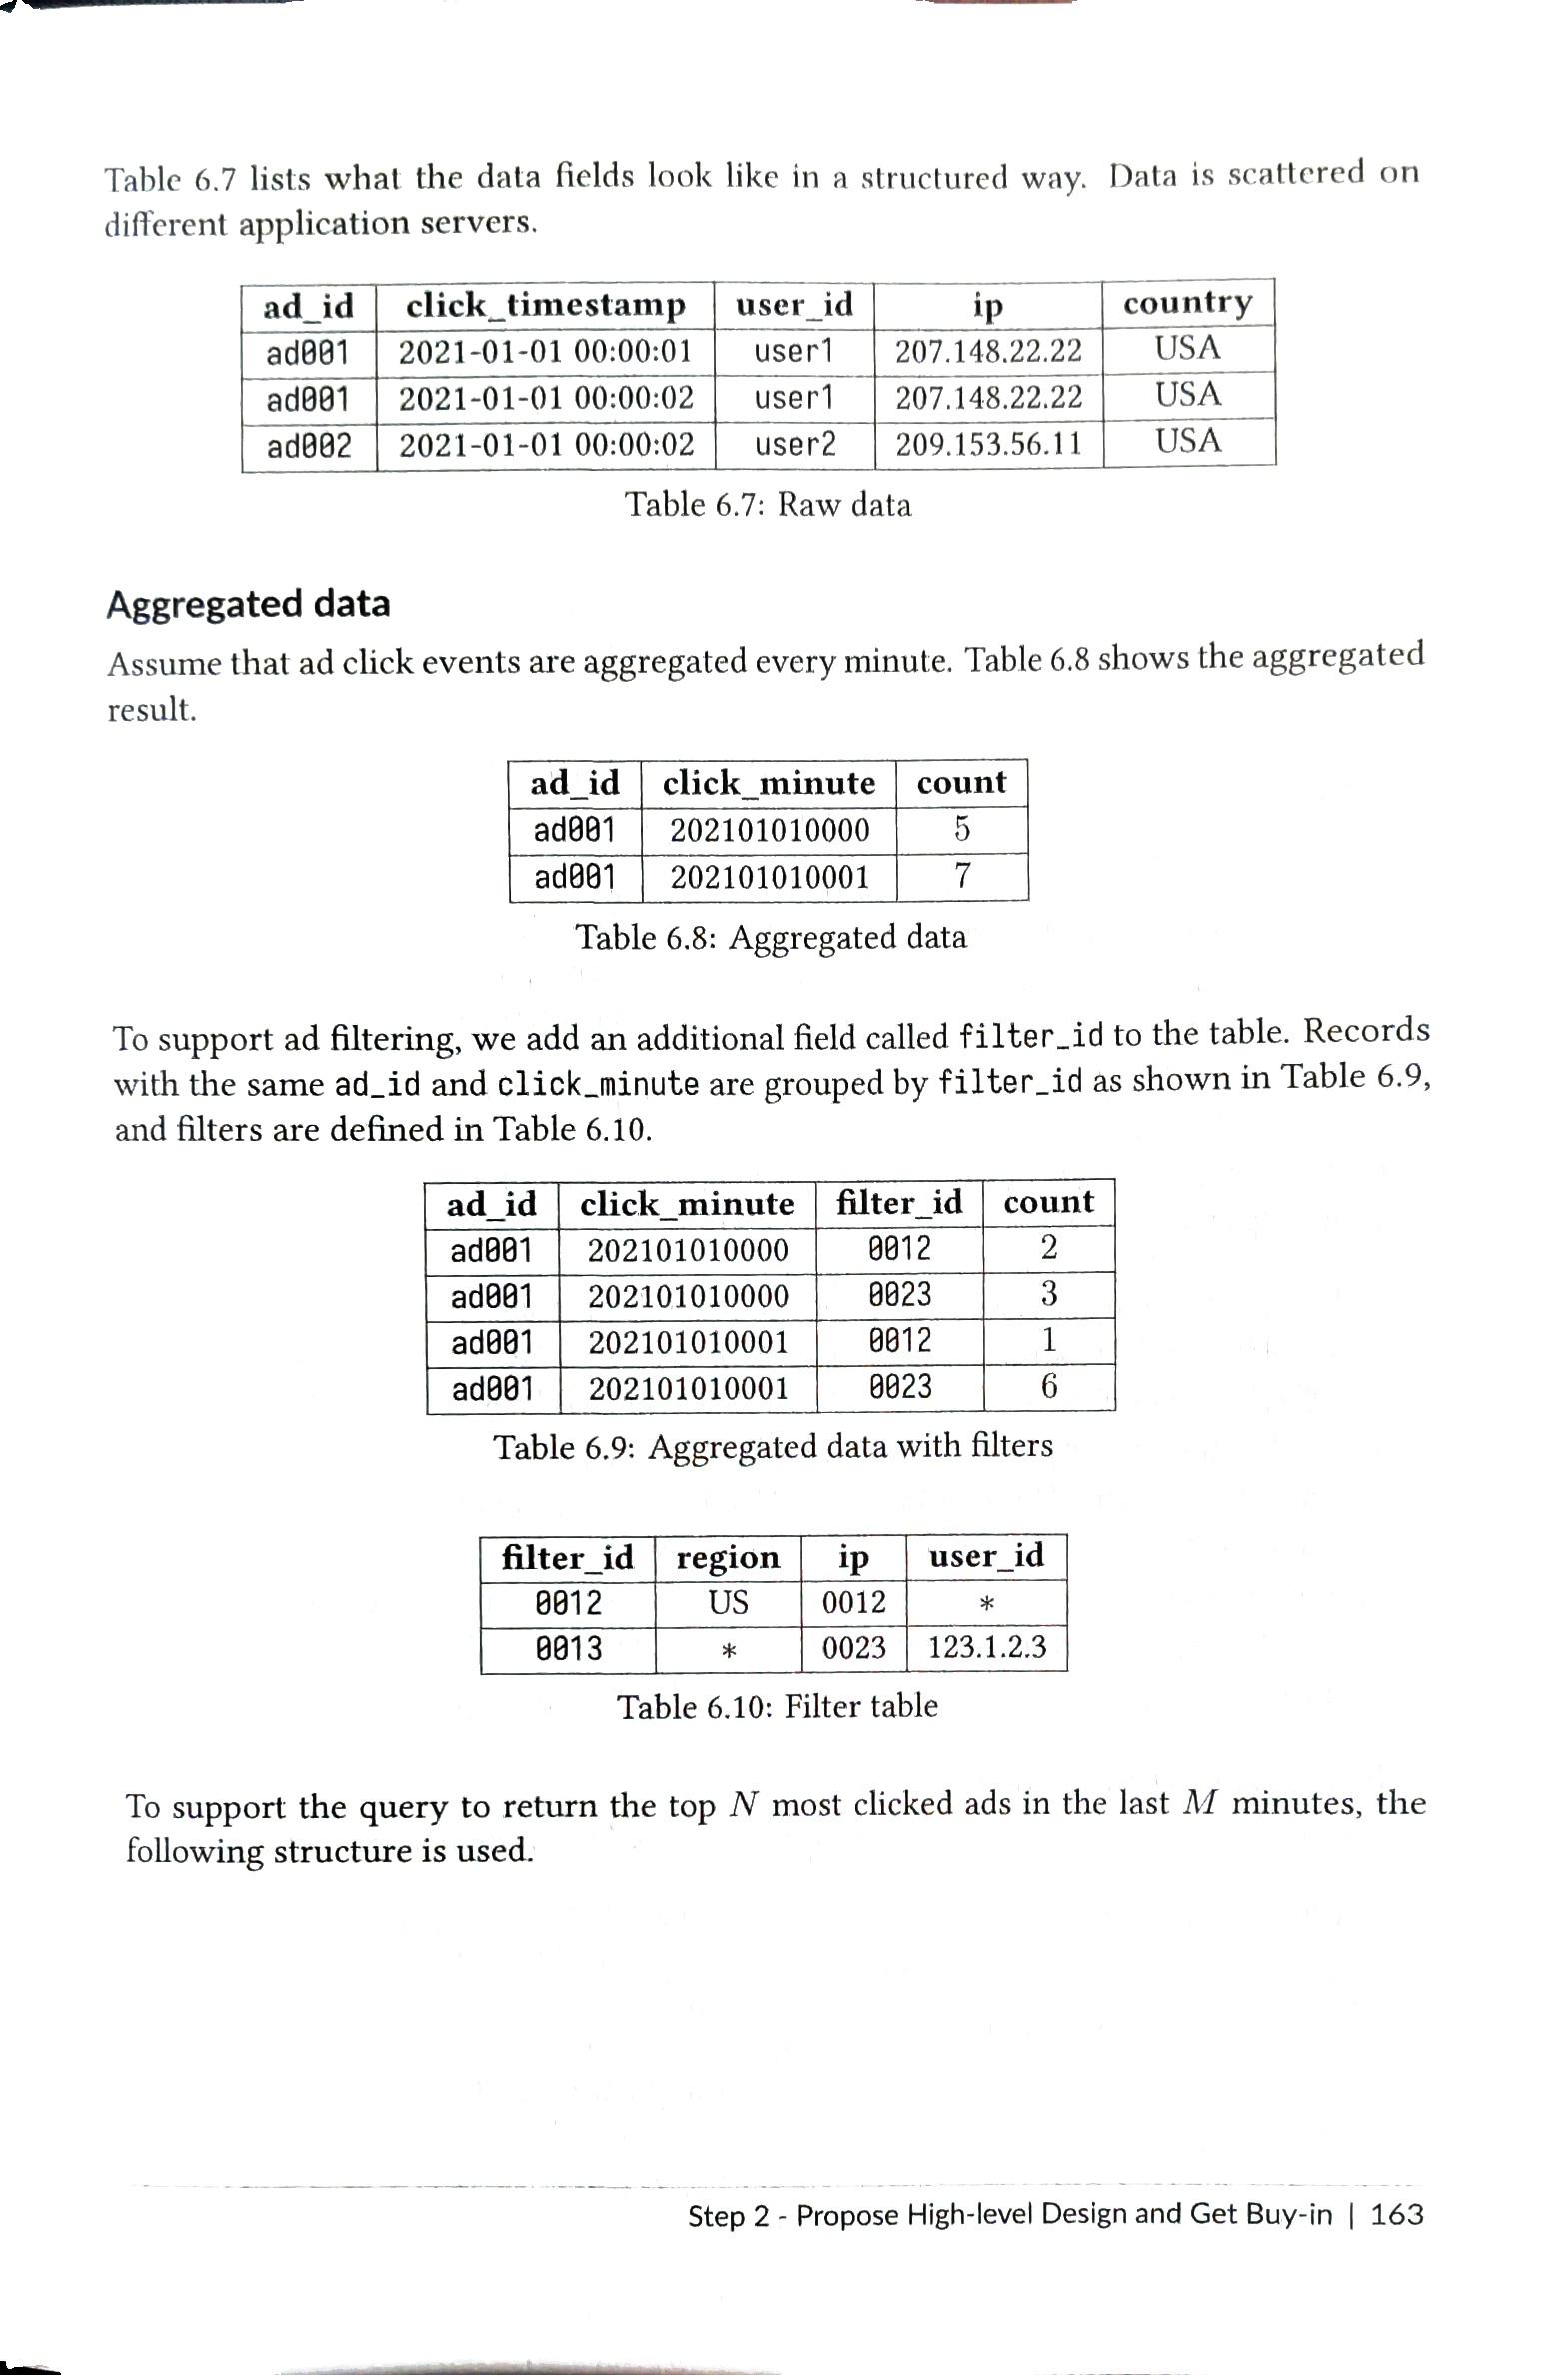 Table 6.7 lists what the data fields look like in a structured way. Data is scattered on
different application servers.
ad_id click_timestamp user_id ip country
ad001 2021-01-01 00:00:01 user1 207.148.22.22 USA
ad001 2021-01-01 00:00:02 user1 207.148.22.22 USA
ad002 2021-01-01 00:00:02 user2 209.153.56.11 USA
Table 6.7: Raw data
Aggregated data
Assume that ad click events are aggregated every minute. Table 6.8 shows the aggregated
result.
ad_id click_minute count
ad001 202101010000 5
ad001 202101010001 7
Table 6.8: Aggregated data
To support ad filtering, we add an additional field called filter_id to the table. Records
with the same ad_id and click_minute are grouped by filter_id as shown in Table 6.9,
and filters are defined in Table 6.10.
ad_id click_minute filter_id count
ad001 202101010000 0012 2
ad001 202101010000 0023 3
ad001 202101010001 0012 1
ad001 202101010001 0023 6
Table 6.9: Aggregated data with filters
filter_id region ip user_id
0012 US 0012 *
0013 * 0023 123.1.2.3
Table 6.10: Filter table
To support the query to return the top N most clicked ads in the last M minutes, the
following structure is used.
Step 2 - Propose High-level Design and Get Buy-in | 163